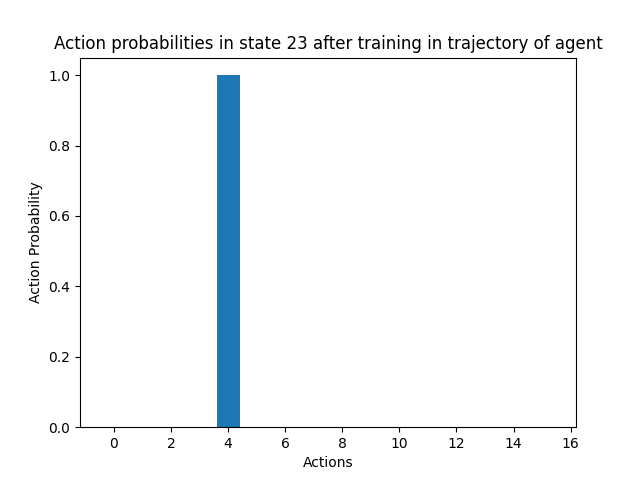 Action probabilities in state 23 after training in trajectory of agent
1.0
0.8
0.6
0.4
0.2
0.0
Action Probability
0 2 4 6 8 10 12 14 16
Actions